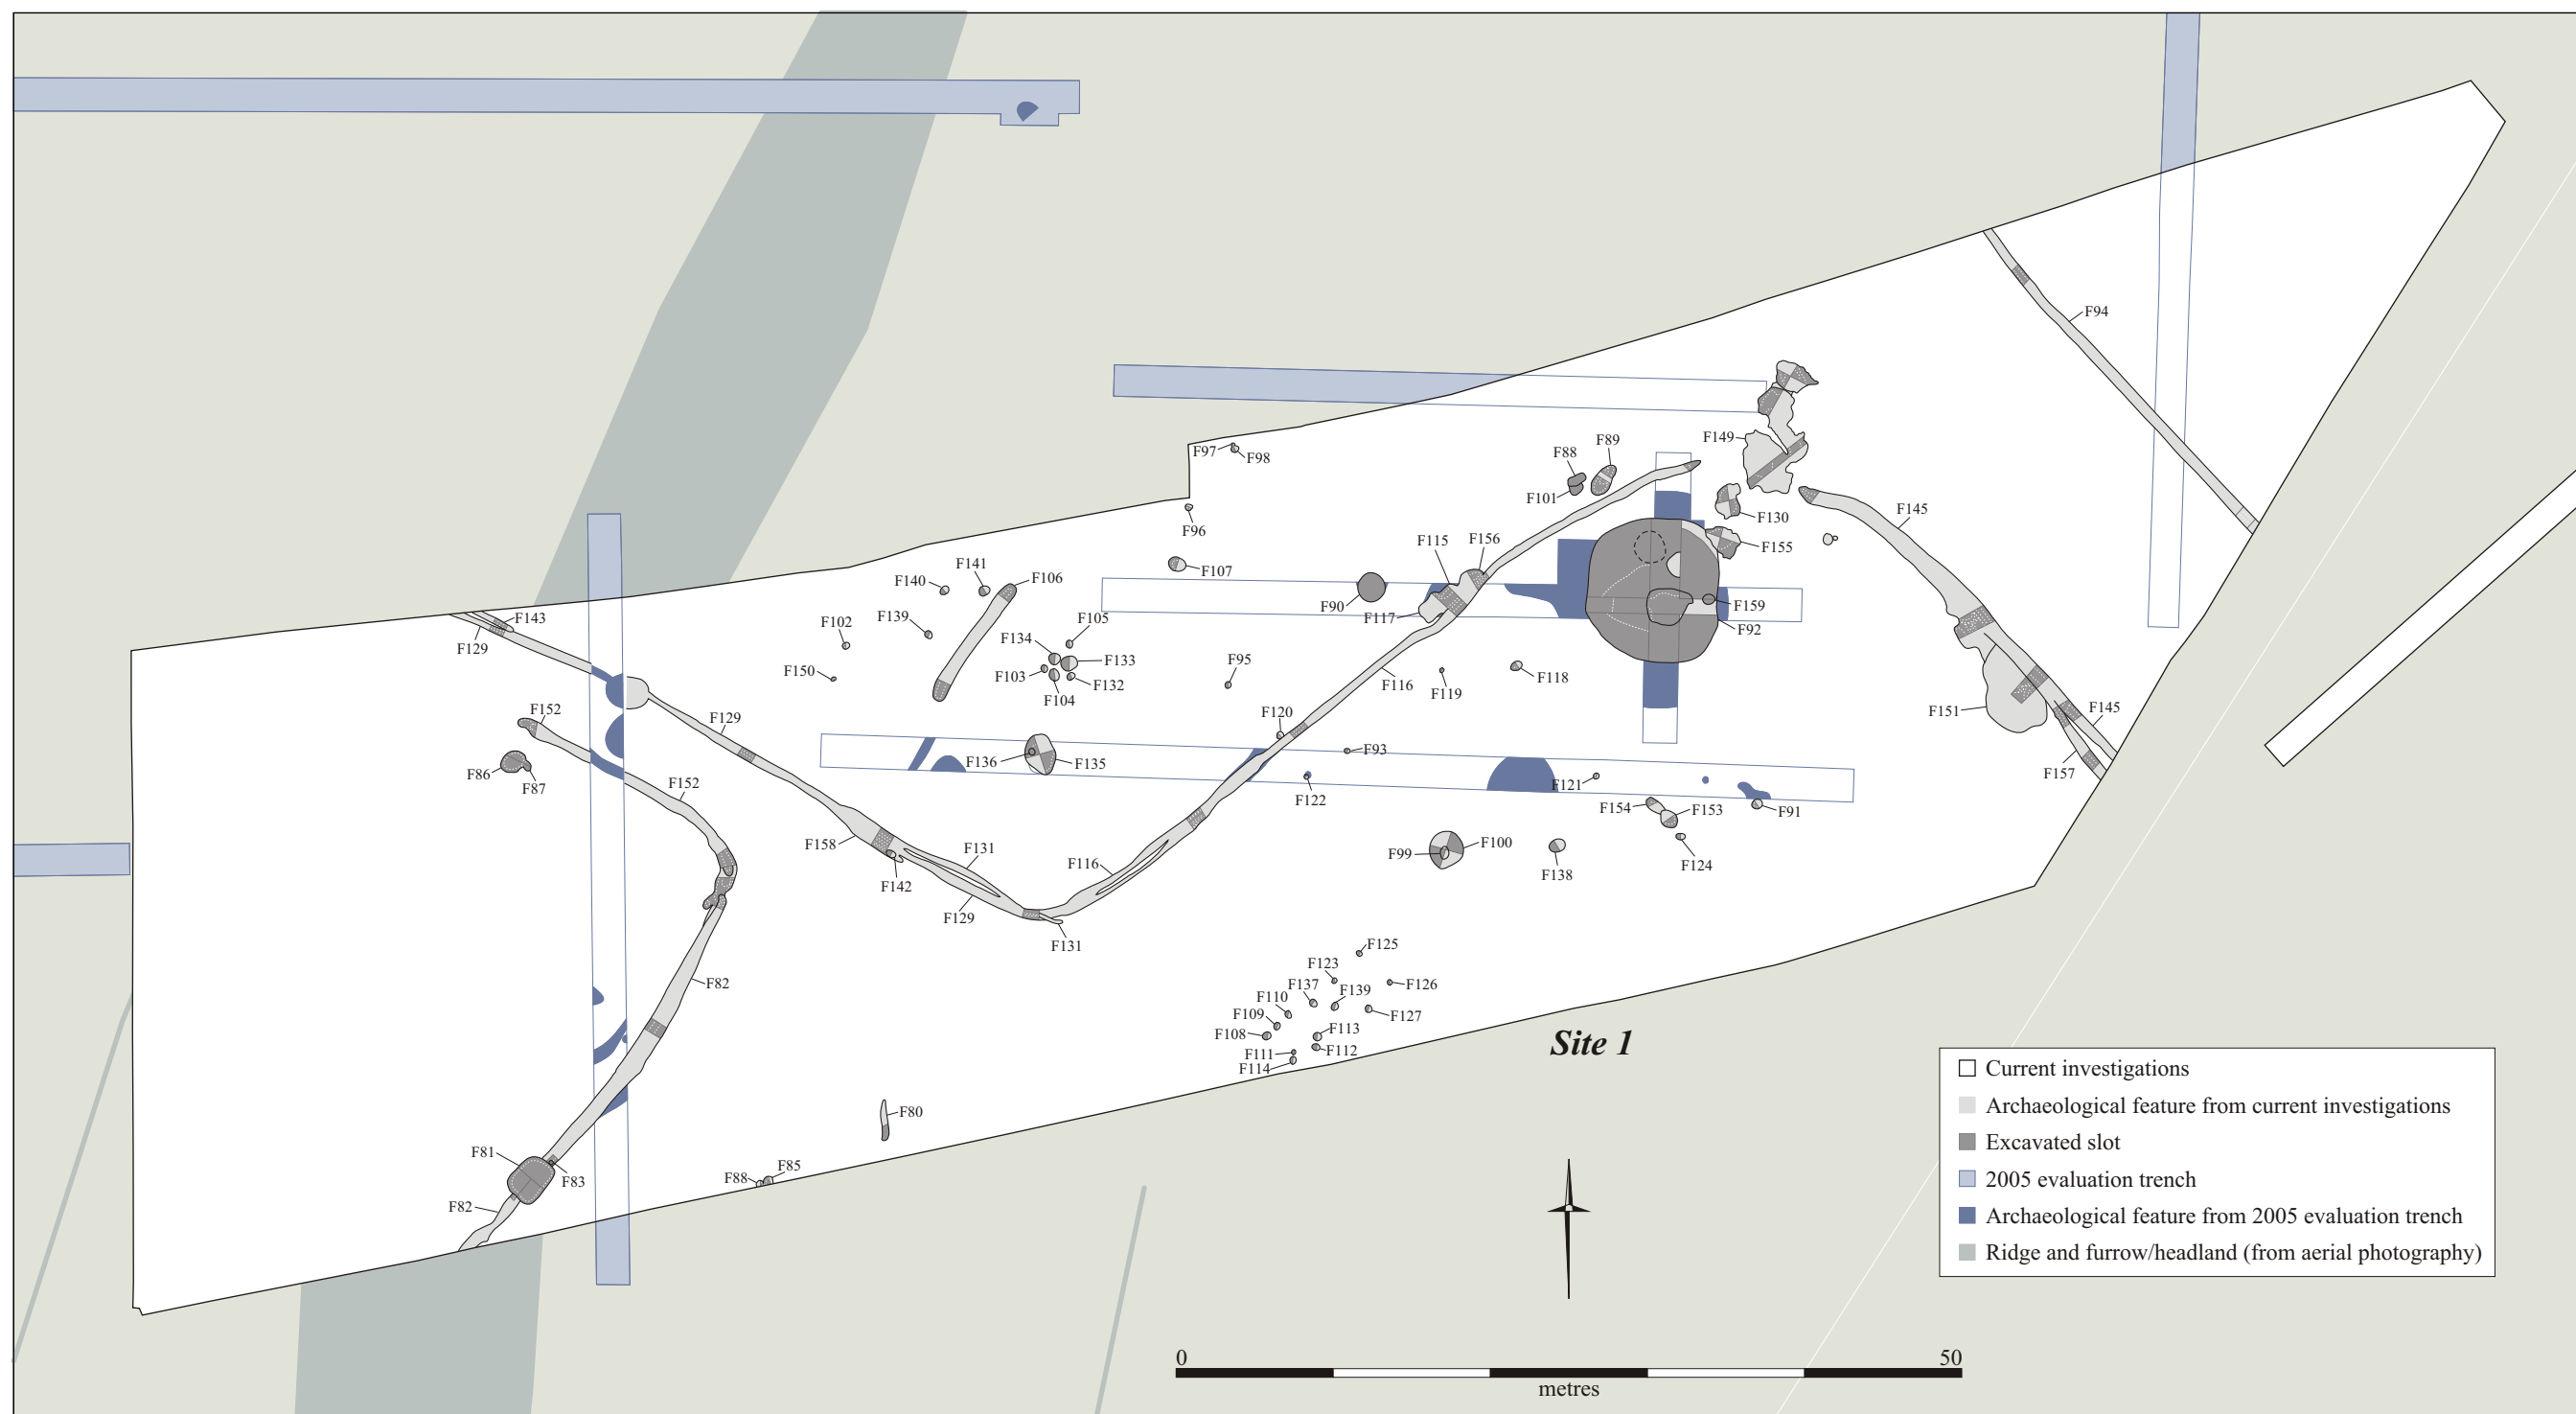 F94
F97
F98
F88
F89
F149
F101
F96
F130
F145
F115
F156
F155
F107
F140
F141
F106
F90
F117
F159
F92
F143
F129
F102
F139
F134
F105
F133
F150
F103
F132
F104
F95
F116
F119
F118
F151
F145
F157
F152
F129
F120
F93
F136
F135
F86
F87
F152
F122
F121
F154
F153
F91
F158
F131
F142
F116
F129
F131
F99
F100
F138
F124
F82
F125
F123
F137
F139
F126
F110
F109
F127
F108
F113
F111
F112
F114
Site 1
F80
F81
F83
F82
F88
F85
Current investigations
Archaeological feature from current investigations
Excavated slot
2005 evaluation trench
Archaeological feature from 2005 evaluation trench
Ridge and furrow/headland (from aerial photography)
0 50
metres